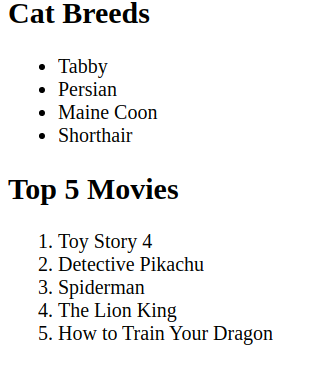 Cat Breeds
• Tabby
• Persian
• Maine Coon
• Shorthair
Top 5 Movies
1. Toy Story 4
2. Detective Pikachu
3. Spiderman
4. The Lion King
5. How to Train Your Dragon